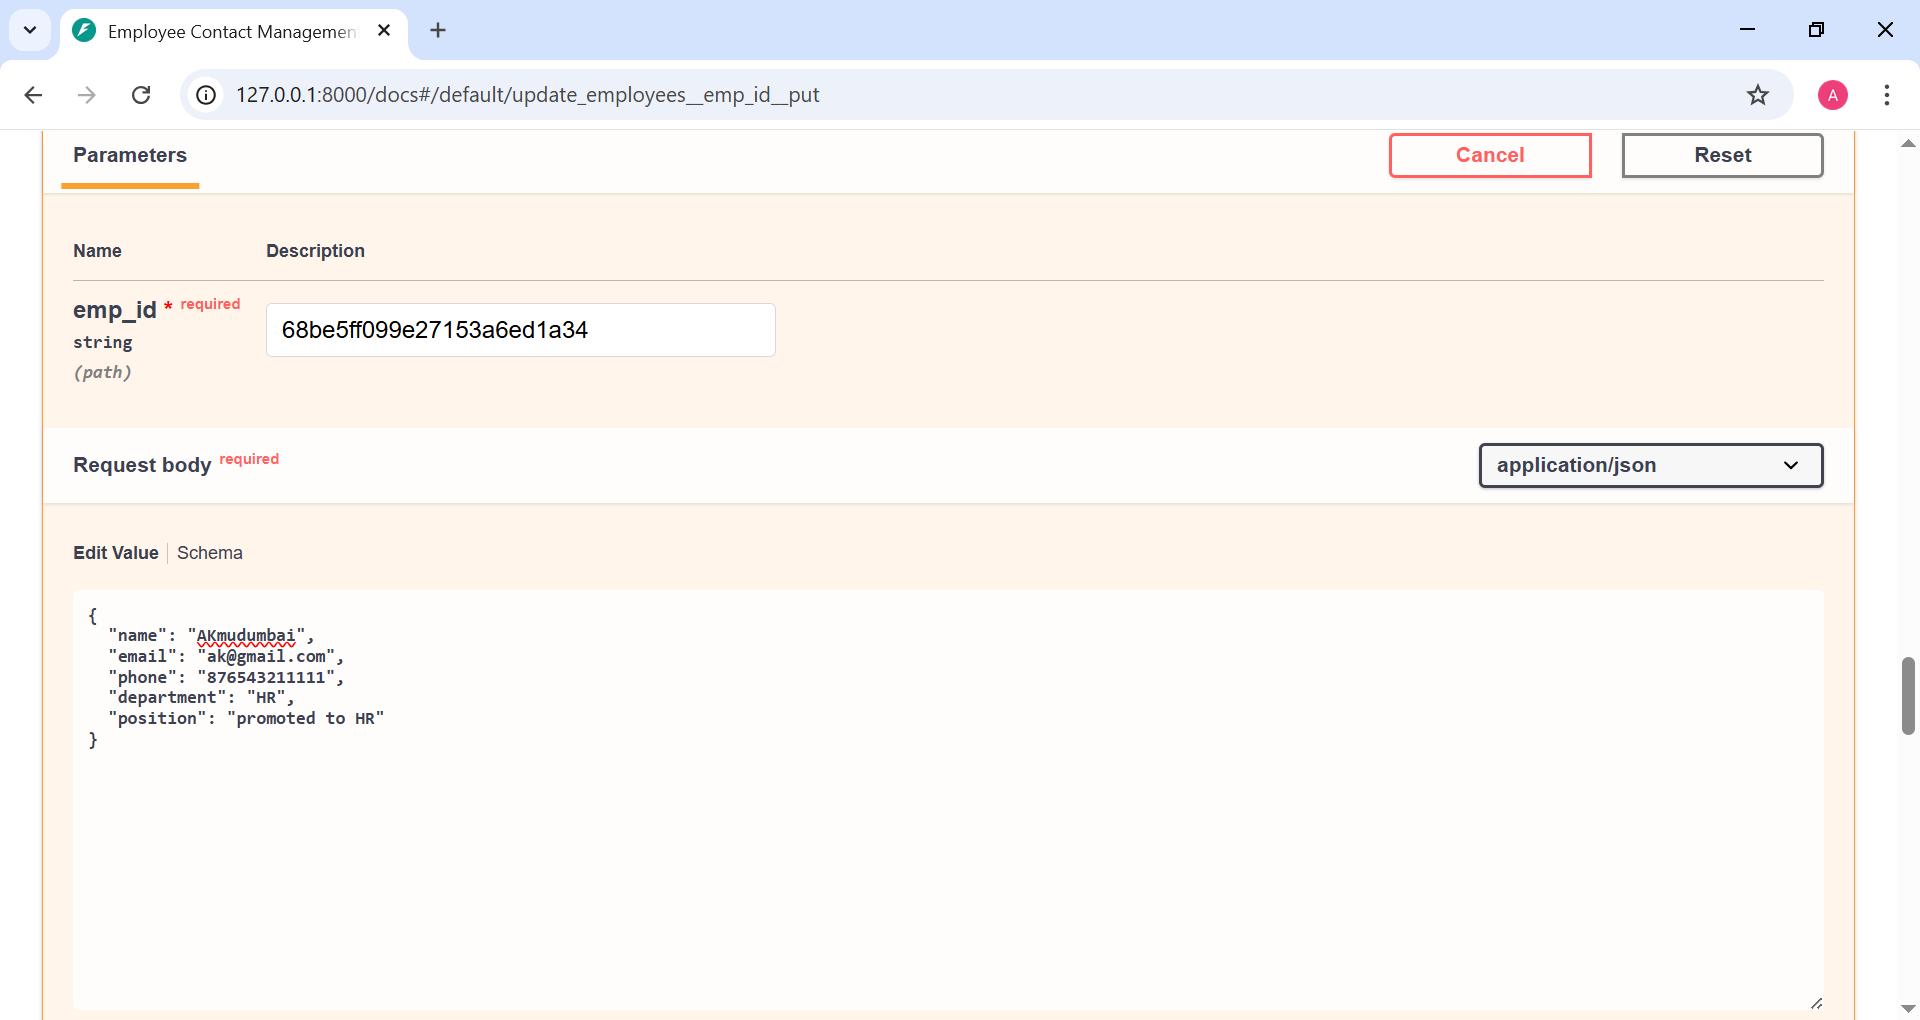 Employee Contact Managemen
127.0.0.1:8000/docs#/default/update_employees__emp_id__put
A
Parameters
Cancel
Reset
Name
Description
emp_id * required
string
(path)
68be5ff099e27153a6ed1a34
Request body required
application/json
Edit Value
Schema
{
  "name": "AKmudumbai",
  "email": "ak@gmail.com",
  "phone": "876543211111",
  "department": "HR",
  "position": "promoted to HR"
}